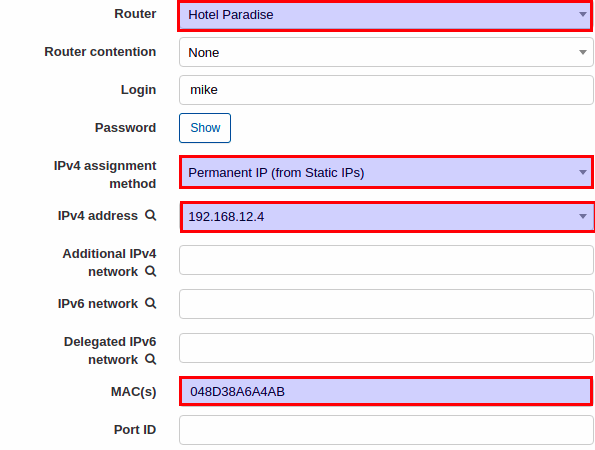 Router Hotel Paradise
Router contention None
Login mike
Password Show
IPv4 assignment
method Permanent IP (from Static IPs)
IPv4 address 192.168.12.4
Additional IPv4
network
IPv6 network
Delegated IPv6
network
MAC(s) 048D38A6A4AB
Port ID